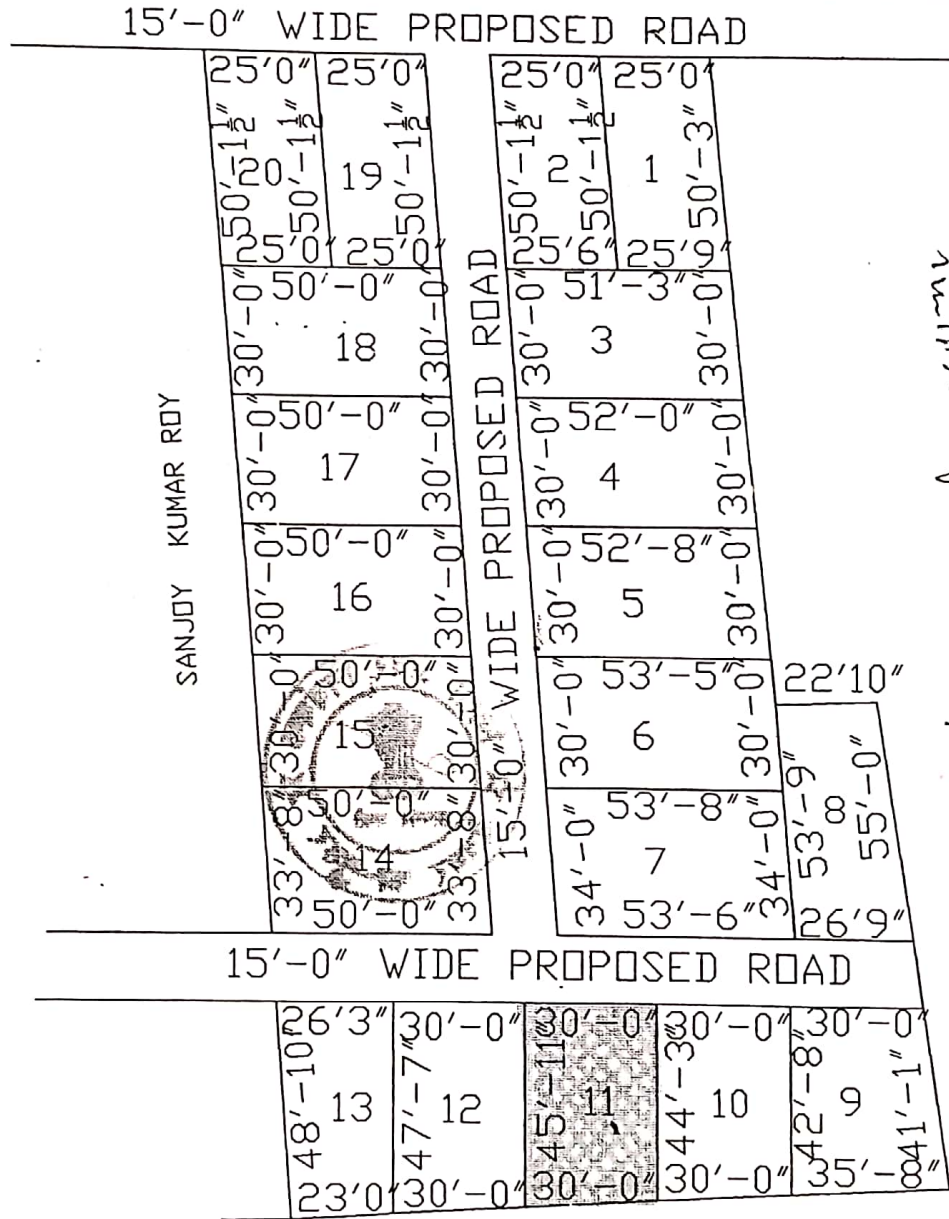 15'-0" WIDE PROPOSED ROAD
25'0" 25'0" 25'0" 25'0"
50'-1½" 20 50'-1½" 19 50'-1½" 50'-1½" 2 50'-1½" 1 50'-3"
25'0" 25'0" 25'6" 25'9"
50'-0" 51'-3"
30'-0" 18 30'-0" 30'-0" 3 30'-0"
50'-0" 52'-0"
30'-0" 17 30'-0" 30'-0" 4 30'-0"
50'-0" 52'-8"
30'-0" 16 30'-0" 30'-0" 5 30'-0"
SANJOY KUMAR ROY
15'-0" WIDE PROPOSED ROAD
50'-0" 53'-5" 22'10"
30'-0" 15 30'-0" 30'-0" 6 30'-0"
50'-0" 53'-8"
33'-8" 14 33'-8" 34'-0" 7 34'-0" 53'-9" 8 55'-0"
50'-0" 53'-6" 26'9"
15'-0" WIDE PROPOSED ROAD
26'3" 30'-0" 30'-0" 30'-0" 30'-0"
48'-10" 13 47'-7" 12 45'-11" 11 44'-3" 10 42'-8" 9 41'-1"
23'0" 30'-0" 30'-0" 30'-0" 35'-8"